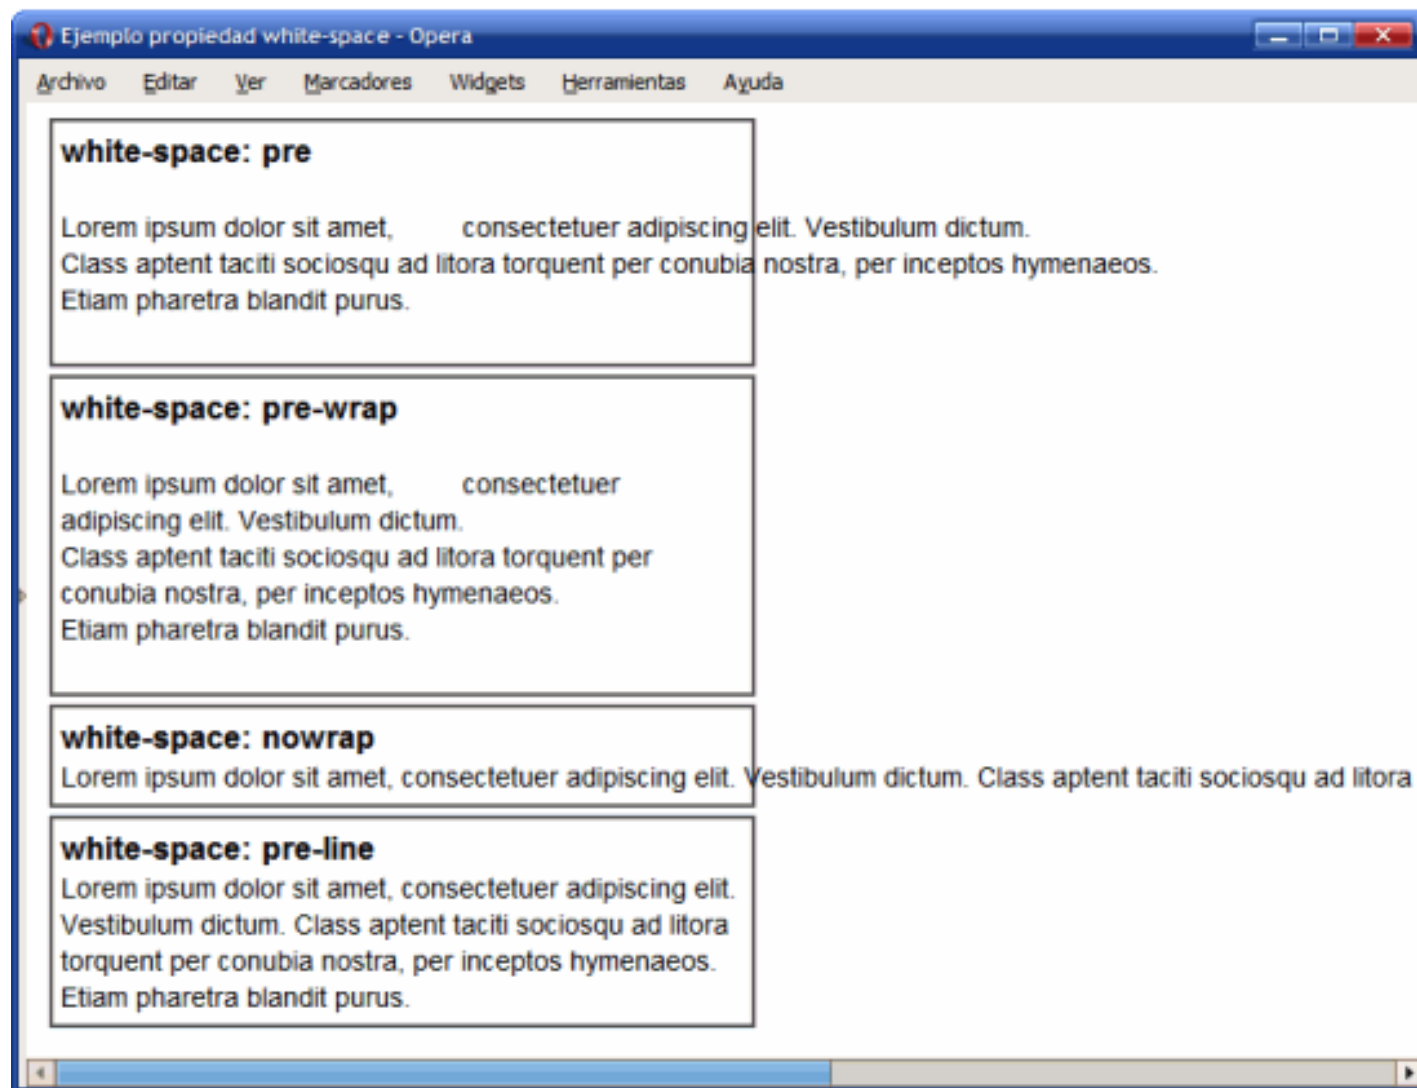 Ejemplo propiedad white-space - Opera
Archivo Editar Ver Marcadores Widgets Herramientas Ayuda
white-space: pre
Lorem ipsum dolor sit amet, consectetuer adipiscing elit. Vestibulum dictum.
Class aptent taciti sociosqu ad litora torquent per conubia nostra, per inceptos hymenaeos.
Etiam pharetra blandit purus.
white-space: pre-wrap
Lorem ipsum dolor sit amet, consectetuer
adipiscing elit. Vestibulum dictum.
Class aptent taciti sociosqu ad litora torquent per
conubia nostra, per inceptos hymenaeos.
Etiam pharetra blandit purus.
white-space: nowrap
Lorem ipsum dolor sit amet, consectetuer adipiscing elit. Vestibulum dictum. Class aptent taciti sociosqu ad litora
white-space: pre-line
Lorem ipsum dolor sit amet, consectetuer adipiscing elit.
Vestibulum dictum. Class aptent taciti sociosqu ad litora
torquent per conubia nostra, per inceptos hymenaeos.
Etiam pharetra blandit purus.